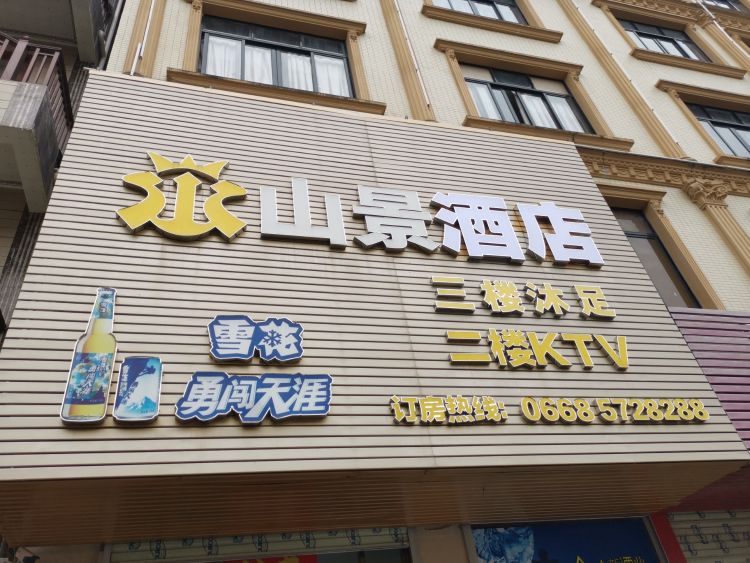 山景酒店
三楼沐足
二楼KTV
雪花
勇闯天涯
订房热线：0668 5728288